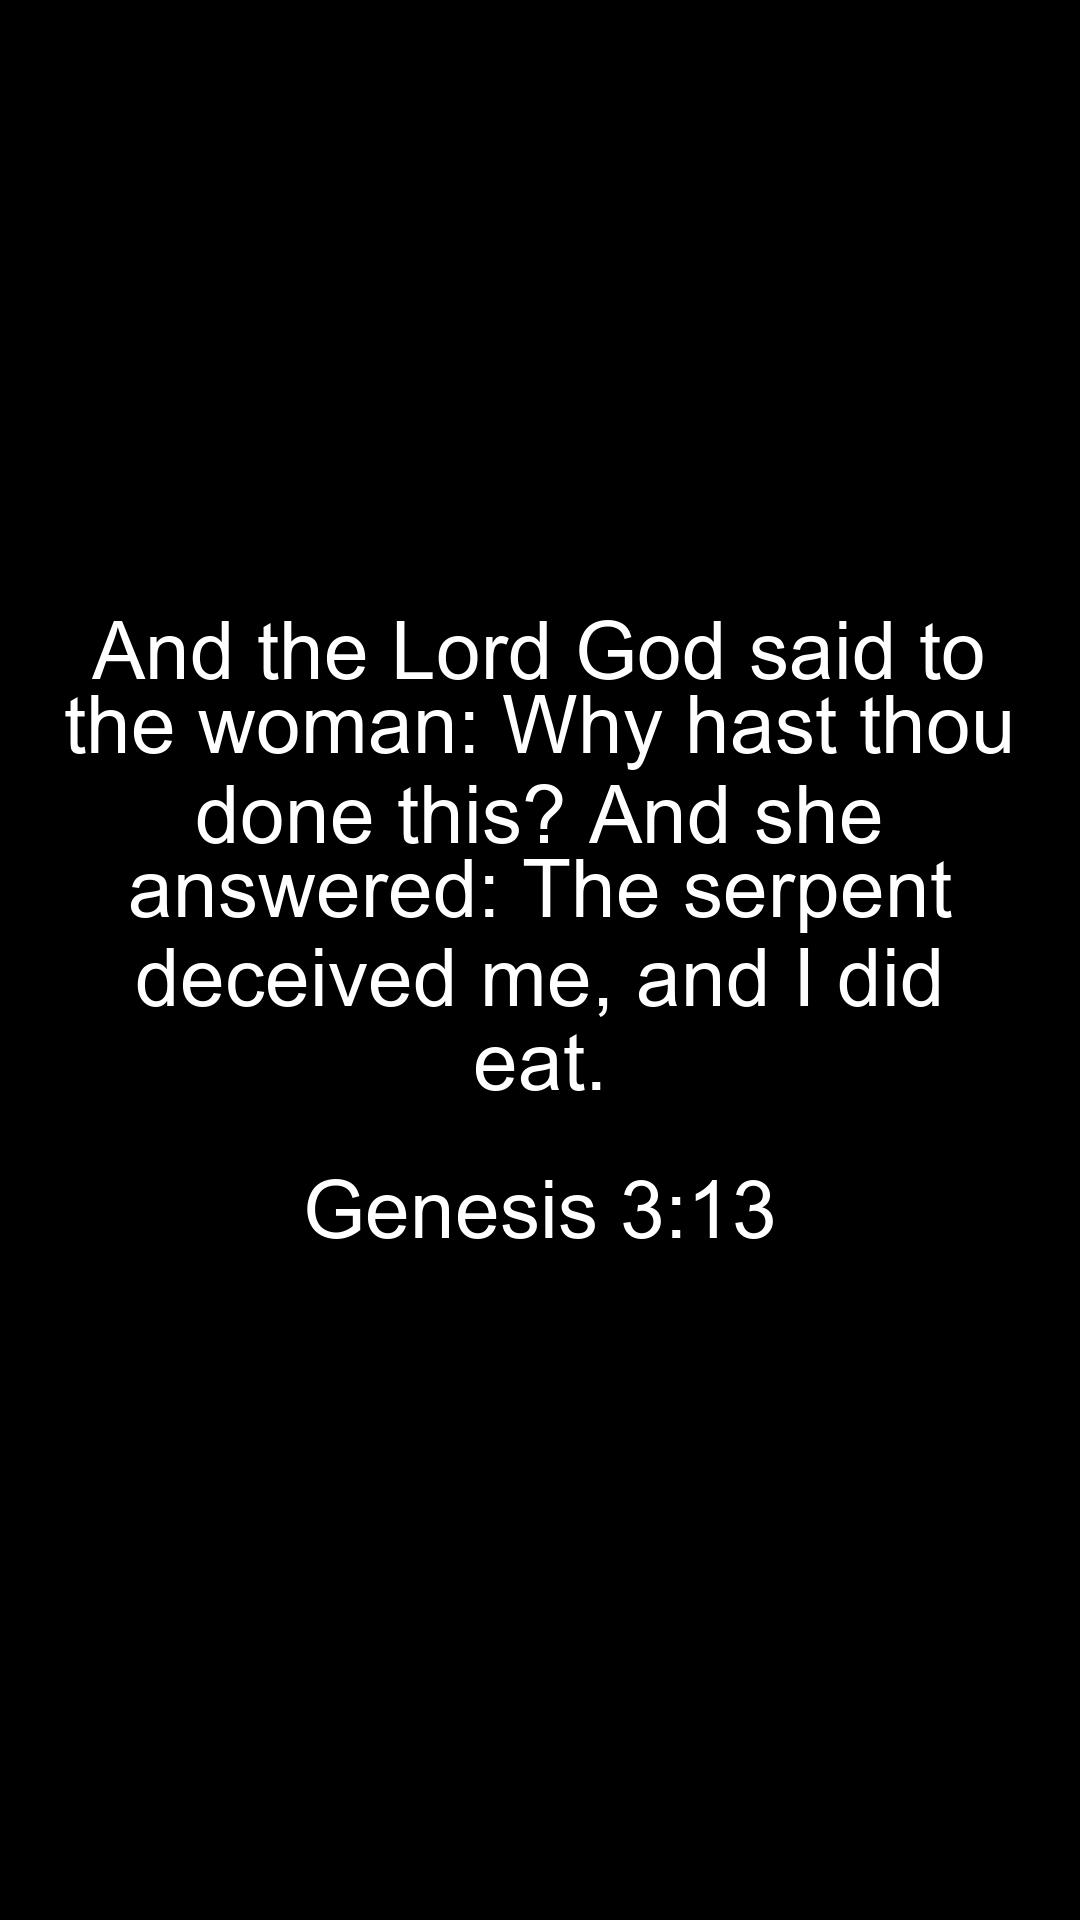 And the Lord God said to
the woman: Why hast thou
done this? And she
answered: The serpent
deceived me, and I did
eat.
Genesis 3:13